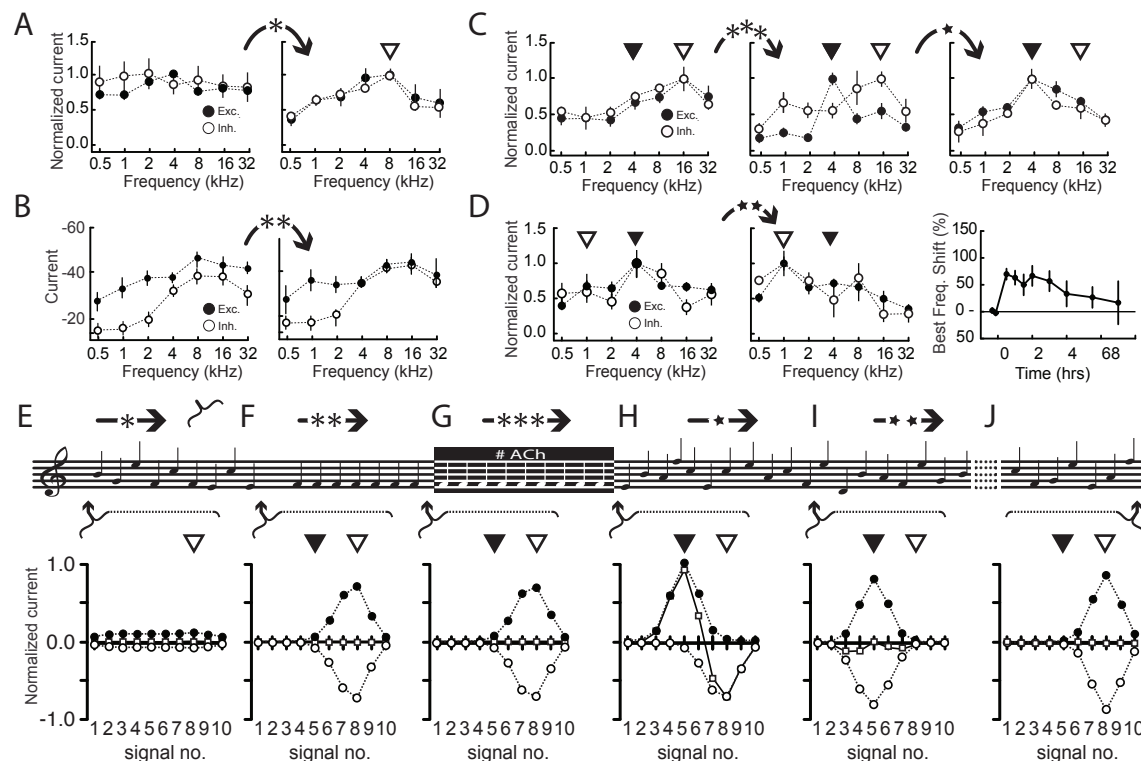 A
C
* 
***
★
Normalized current
1.5
1.0
0.5
0.0
Exc.
Inh.
0.5 1 2 4 8 16 32
0.5 1 2 4 8 16 32
Frequency (kHz)
Frequency (kHz)
Normalized current
1.5
1.0
0.5
0.0
Exc.
Inh.
0.5 1 2 4 8 16 32
0.5 1 2 4 8 16 32
0.5 1 2 4 8 16 32
Frequency (kHz)
Frequency (kHz)
Frequency (kHz)
B
**
Current
-60
-40
-20
Exc.
Inh.
0.5 1 2 4 8 16 32
0.5 1 2 4 8 16 32
Frequency (kHz)
Frequency (kHz)
D
★★
Normalized current
1.5
1.0
0.5
0.0
Exc.
Inh.
0.5 1 2 4 8 16 32
0.5 1 2 4 8 16 32
Frequency (kHz)
Frequency (kHz)
Best Freq. Shift (%)
150
100
50
0
50
0 2 4 68
Time (hrs)
E * F ** G *** H ★ I ★★ J
# ACh
Normalized current
1.0
0.0
-1.0
1 2 3 4 5 6 7 8 9 10
1 2 3 4 5 6 7 8 9 10
1 2 3 4 5 6 7 8 9 10
1 2 3 4 5 6 7 8 9 10
1 2 3 4 5 6 7 8 9 10
1 2 3 4 5 6 7 8 9 10
signal no.
signal no.
signal no.
signal no.
signal no.
signal no.